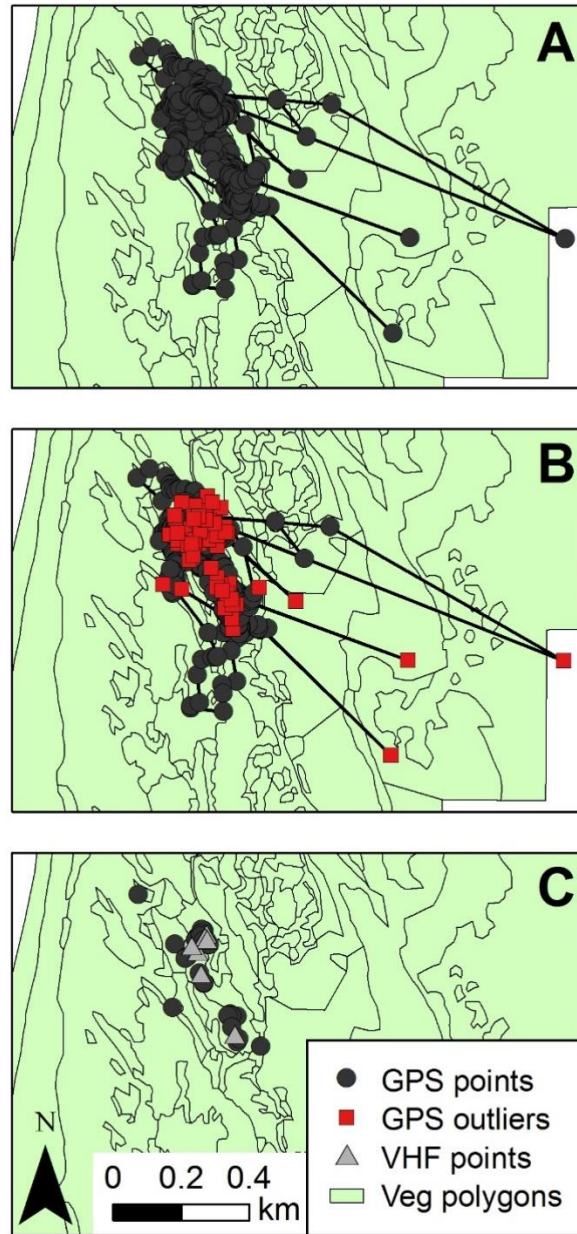 A
B
C
N
0 0.2 0.4
km
GPS points
GPS outliers
VHF points
Veg polygons